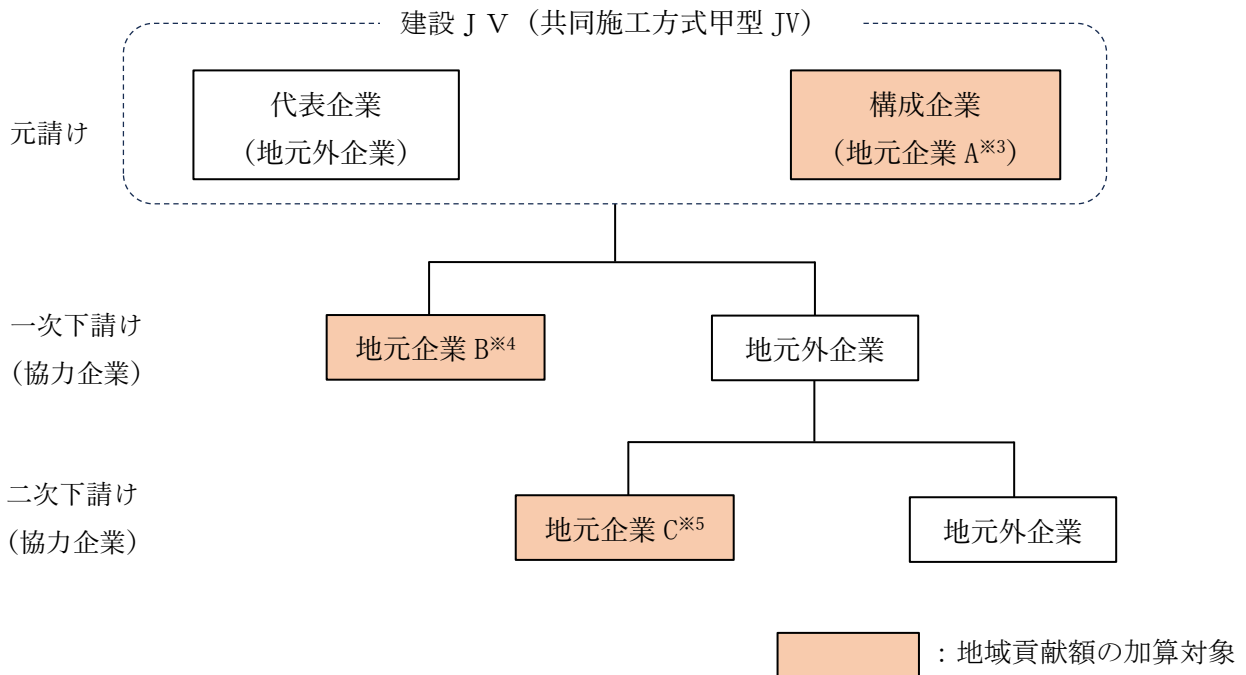 建設ＪＶ（共同施工方式甲型 JV）
元請け
代表企業
（地元外企業）
構成企業
（地元企業 A※3）
一次下請け
（協力企業）
地元企業 B※4
地元外企業
二次下請け
（協力企業）
地元企業 C※5
地元外企業
：地域貢献額の加算対象